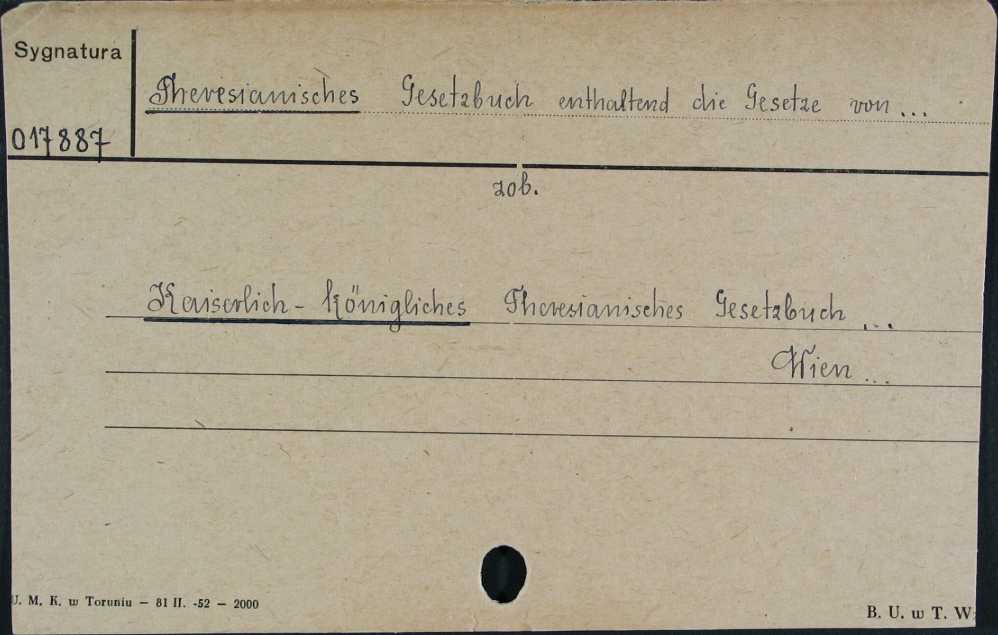 Sygnatura
Theresianisches Gesetzbuch enthaltend die Gesetze von...
017887
zob.
Kaiserlich-Königliches Theresianisches Gesetzbuch ...
Wien ...
U. M. K. w Toruniu — 81 II. -52 — 2000
B. U. w T. W